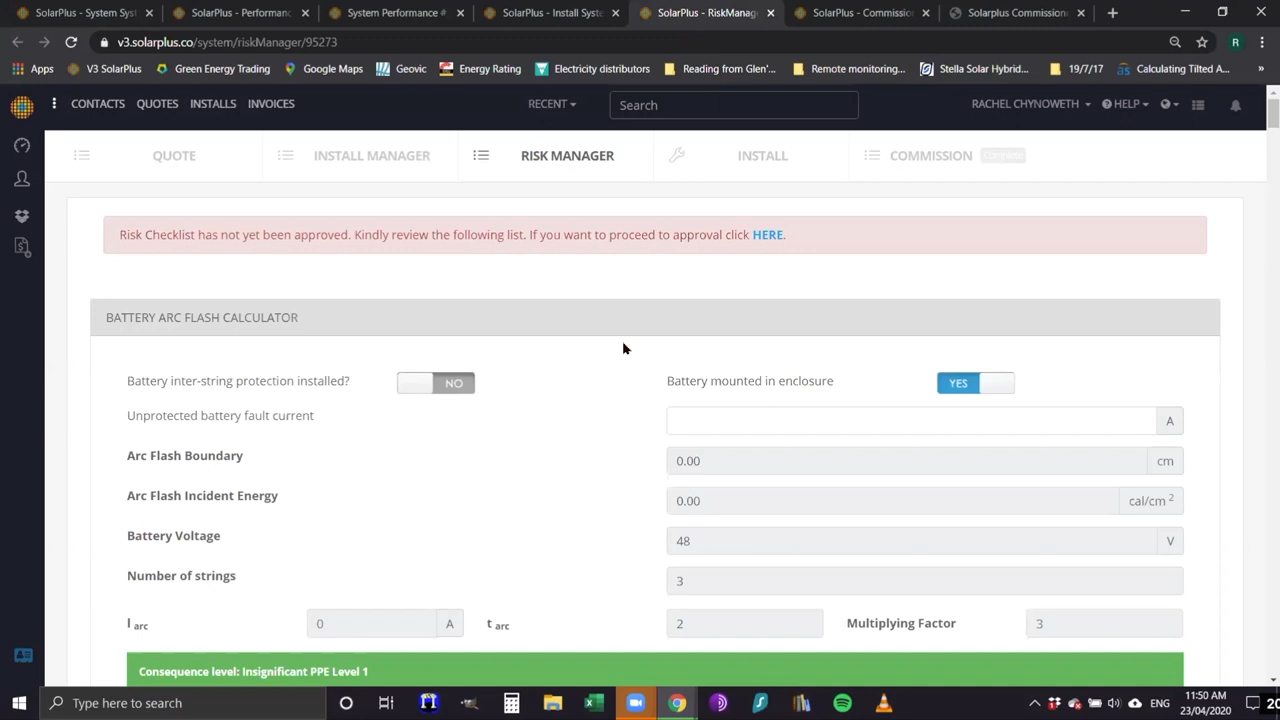 SolarPlus - System Syste
SolarPlus - Performanc
System Performance #
SolarPlus - Install Syste
SolarPlus - RiskManage
SolarPlus - Commissio
Solarplus Commission
v3.solarplus.co/system/riskManager/95273
R
Apps
V3 SolarPlus
Green Energy Trading
Google Maps
Geovic
Energy Rating
Electricity distributors
Reading from Glen'...
Remote monitoring...
Stella Solar Hybrid...
19/7/17
Calculating Tilted A...
»
CONTACTS
QUOTES
INSTALLS
INVOICES
RECENT
Search
RACHEL CHYNOWETH
HELP
QUOTE
INSTALL MANAGER
RISK MANAGER
INSTALL
COMMISSION
Complete
Risk Checklist has not yet been approved. Kindly review the following list. If you want to proceed to approval click HERE.
BATTERY ARC FLASH CALCULATOR
Battery inter-string protection installed?
NO
Battery mounted in enclosure
YES
Unprotected battery fault current
A
Arc Flash Boundary
0.00
cm
Arc Flash Incident Energy
0.00
cal/cm 2
Battery Voltage
48
V
Number of strings
3
I arc
0
A
t arc
2
Multiplying Factor
3
Consequence level: Insignificant PPE Level 1
Type here to search
ENG
11:50 AM
23/04/2020
20